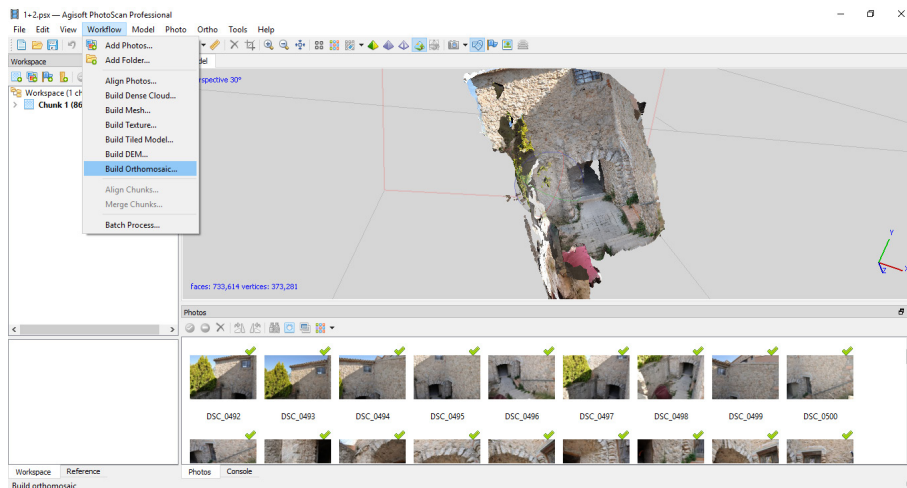 1+2.psx — Agisoft PhotoScan Professional
File Edit View Workflow Model Photo Ortho Tools Help
Add Photos...
Workspace
Add Folder...
del
Workspace (1 ch
Align Photos...
rspective 30°
Chunk 1 (86
Build Dense Cloud...
Build Mesh...
Build Texture...
Build Tiled Model...
Build DEM...
Build Orthomosaic...
Align Chunks...
Merge Chunks...
Batch Process...
Y
X
Z
faces: 733,614 vertices: 373,281
Photos
DSC_0492 DSC_0493 DSC_0494 DSC_0495 DSC_0496 DSC_0497 DSC_0498 DSC_0499 DSC_0500
Workspace Reference
Photos Console
Build orthomosaic